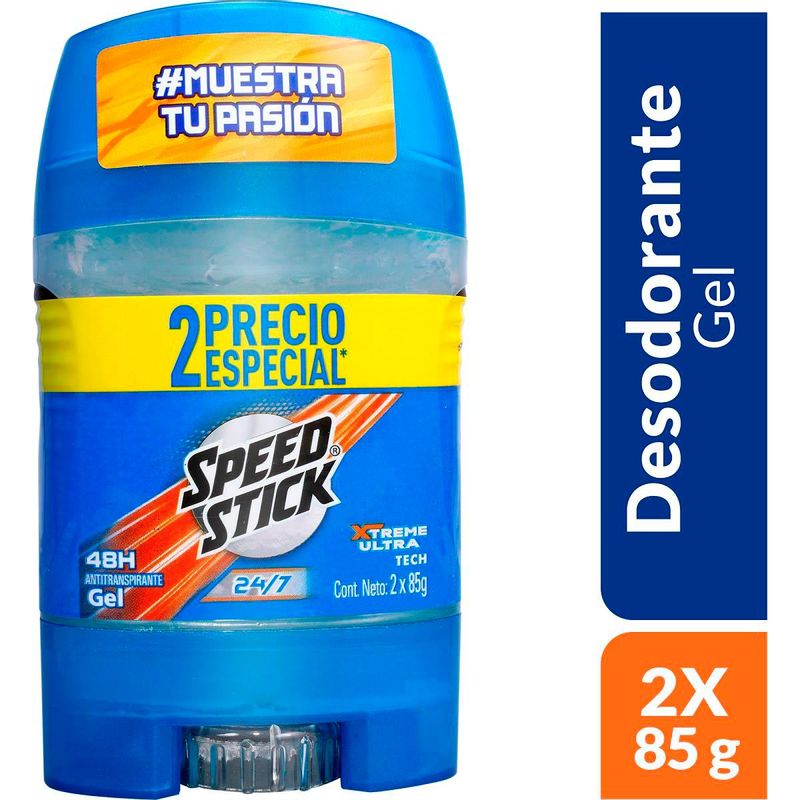 #MUESTRA
TU PASIÓN
2 PRECIO
ESPECIAL*
SPEED
STICK®
XTREME
ULTRA
TECH
48H
ANTITRANSPIRANTE
Gel
24/7
Cont. Neto: 2 x 85g
Desodorante
Gel
2X
85 g